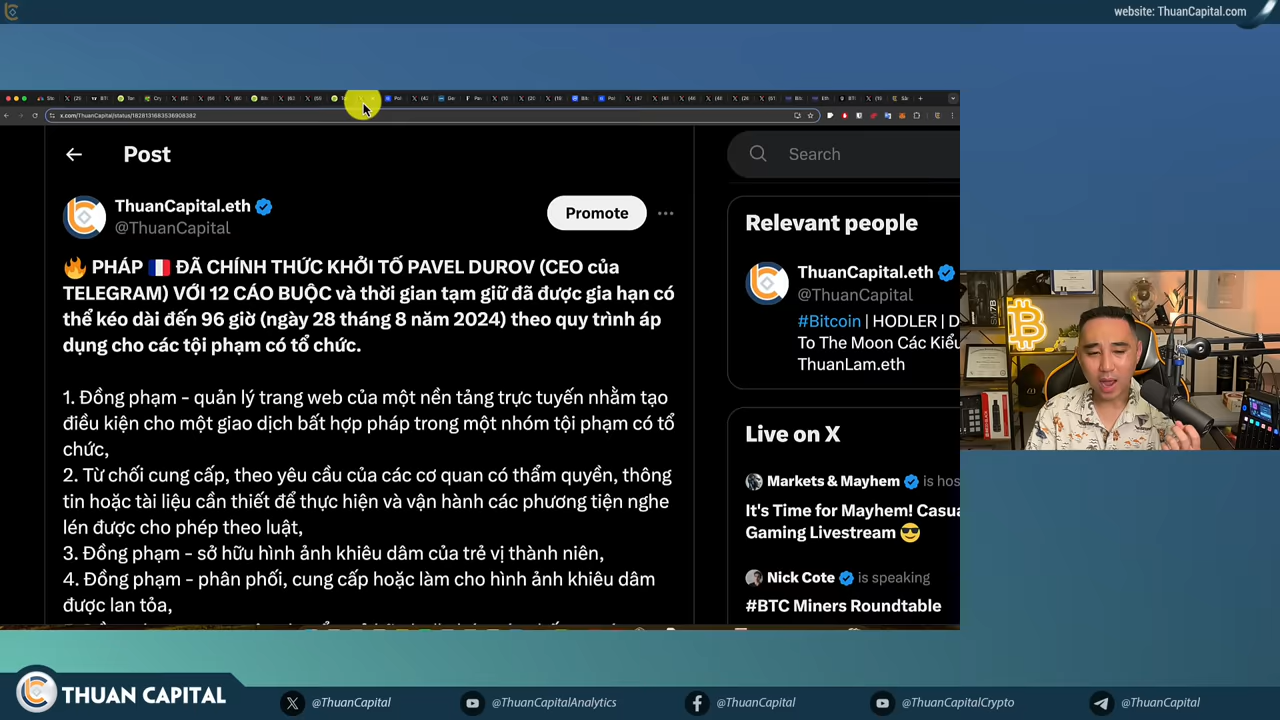 website: ThuanCapital.com
x.com/ThuanCapital/status/1828131683536908382
Post
Search
ThuanCapital.eth
@ThuanCapital
Promote
🔥 PHÁP 🇫🇷 ĐÃ CHÍNH THỨC KHỞI TỐ PAVEL DUROV (CEO của
TELEGRAM) VỚI 12 CÁO BUỘC và thời gian tạm giữ đã được gia hạn có
thể kéo dài đến 96 giờ (ngày 28 tháng 8 năm 2024) theo quy trình áp
dụng cho các tội phạm có tổ chức.
1. Đồng phạm - quản lý trang web của một nền tảng trực tuyến nhằm tạo
điều kiện cho một giao dịch bất hợp pháp trong một nhóm tội phạm có tổ
chức,
2. Từ chối cung cấp, theo yêu cầu của các cơ quan có thẩm quyền, thông
tin hoặc tài liệu cần thiết để thực hiện và vận hành các phương tiện nghe
lén được cho phép theo luật,
3. Đồng phạm - sở hữu hình ảnh khiêu dâm của trẻ vị thành niên,
4. Đồng phạm - phân phối, cung cấp hoặc làm cho hình ảnh khiêu dâm
được lan tỏa,
Relevant people
ThuanCapital.eth
@ThuanCapital
#Bitcoin | HODLER | D
To The Moon Các Kiểu
ThuanLam.eth
Live on X
Markets & Mayhem is hos
It's Time for Mayhem! Casua
Gaming Livestream 😎
Nick Cote is speaking
#BTC Miners Roundtable
THUAN CAPITAL
@ThuanCapital
@ThuanCapitalAnalytics
@ThuanCapital
@ThuanCapitalCrypto
@ThuanCapital